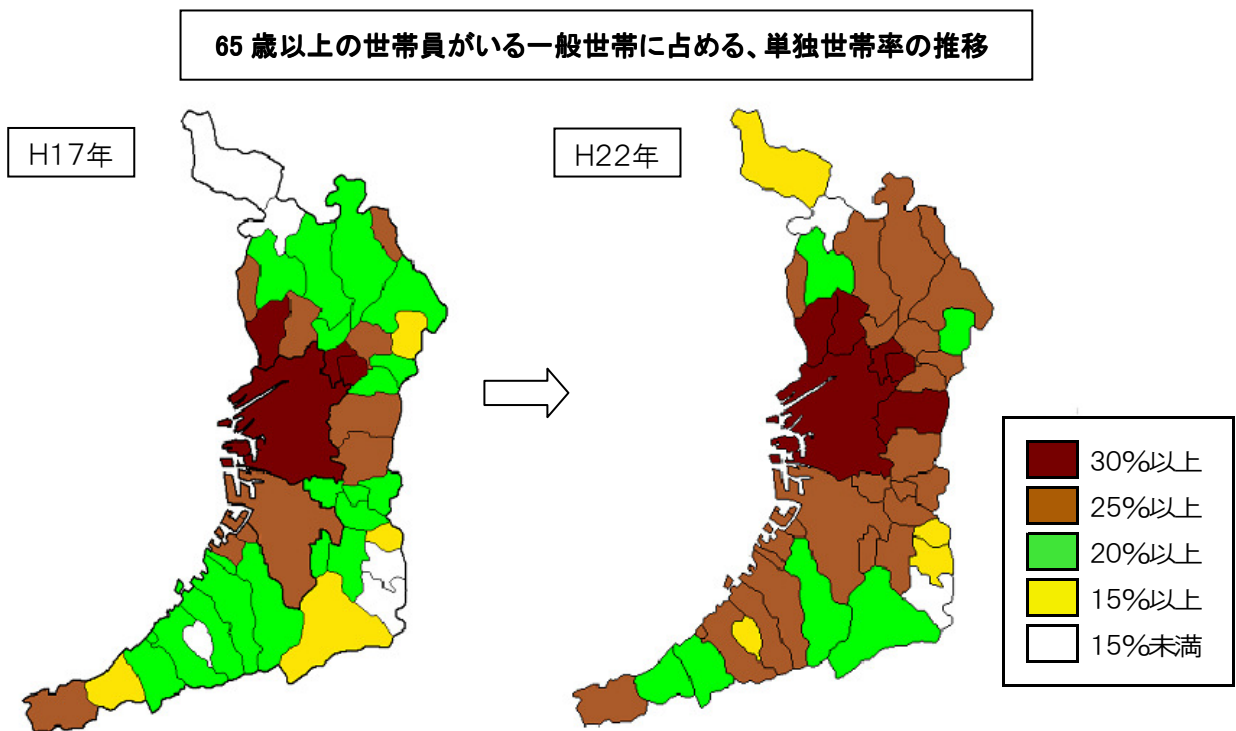 65 歳以上の世帯員がいる一般世帯に占める、単独世帯率の推移
H17年
H22年
30%以上
25%以上
20%以上
15%以上
15%未満